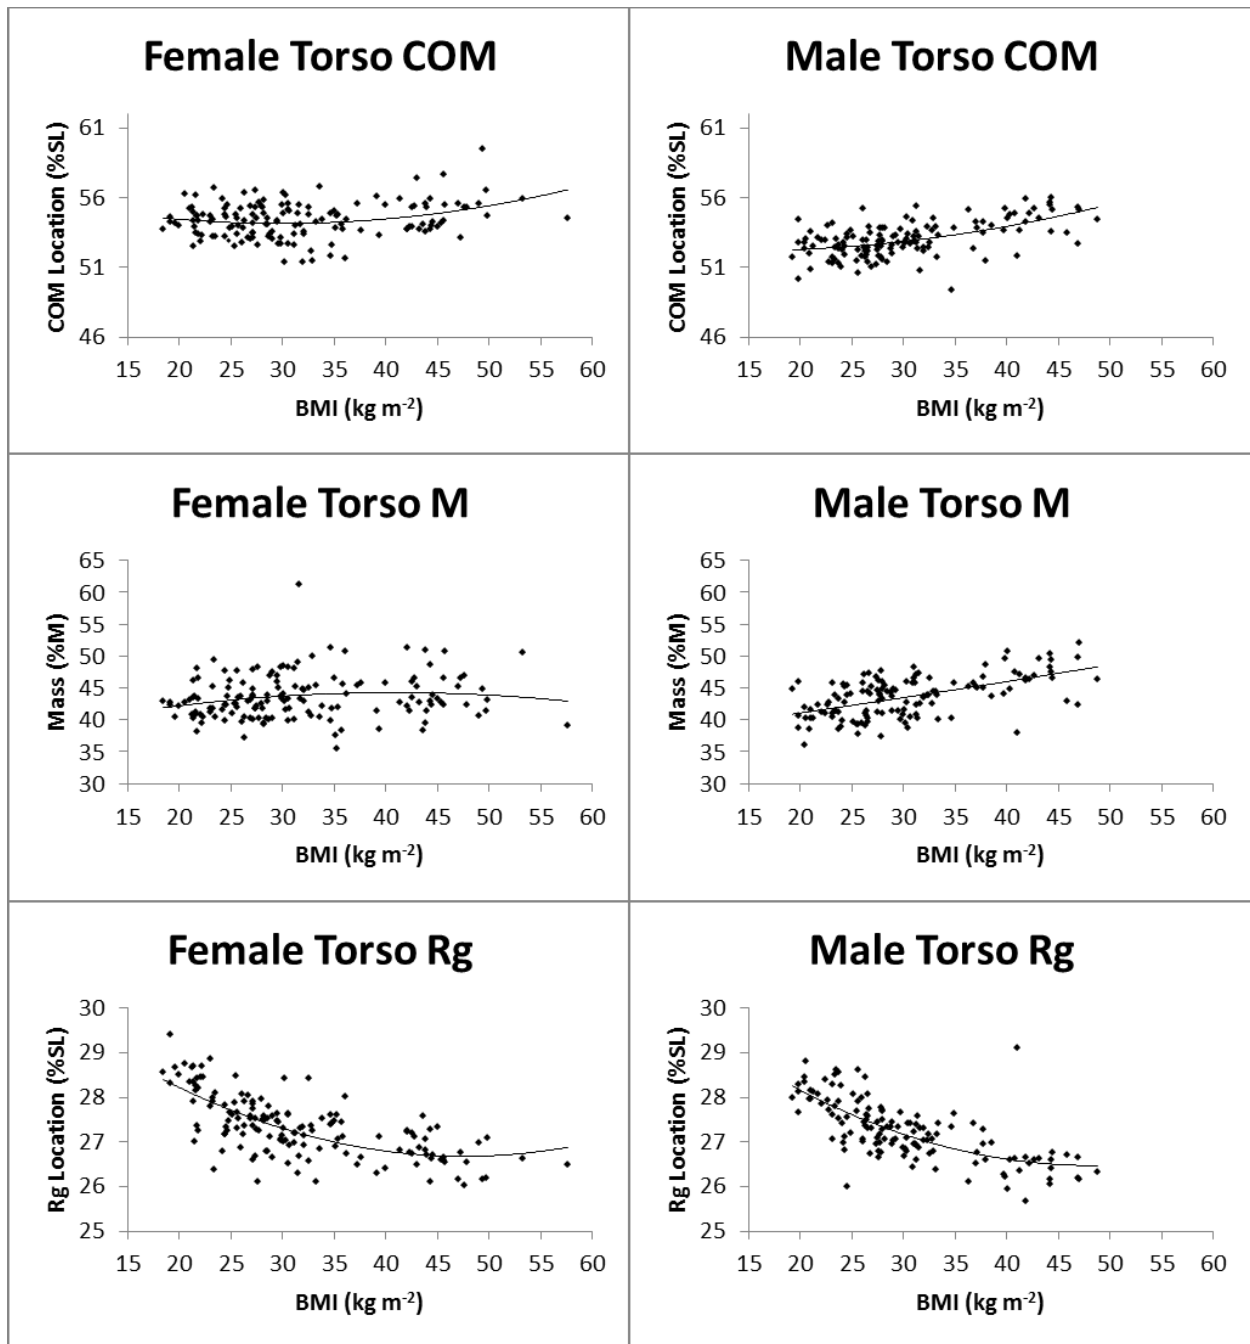 Female Torso COM
COM Location (%SL)
61
56
51
46
15 20 25 30 35 40 45 50 55 60
BMI (kg m⁻²)
Male Torso COM
COM Location (%SL)
61
56
51
46
15 20 25 30 35 40 45 50 55 60
BMI (kg m⁻²)
Female Torso M
Mass (%M)
65
60
55
50
45
40
35
30
15 20 25 30 35 40 45 50 55 60
BMI (kg m⁻²)
Male Torso M
Mass (%M)
65
60
55
50
45
40
35
30
15 20 25 30 35 40 45 50 55 60
BMI (kg m⁻²)
Female Torso Rg
Rg Location (%SL)
30
29
28
27
26
25
15 20 25 30 35 40 45 50 55 60
BMI (kg m⁻²)
Male Torso Rg
Rg Location (%SL)
30
29
28
27
26
25
15 20 25 30 35 40 45 50 55 60
BMI (kg m⁻²)